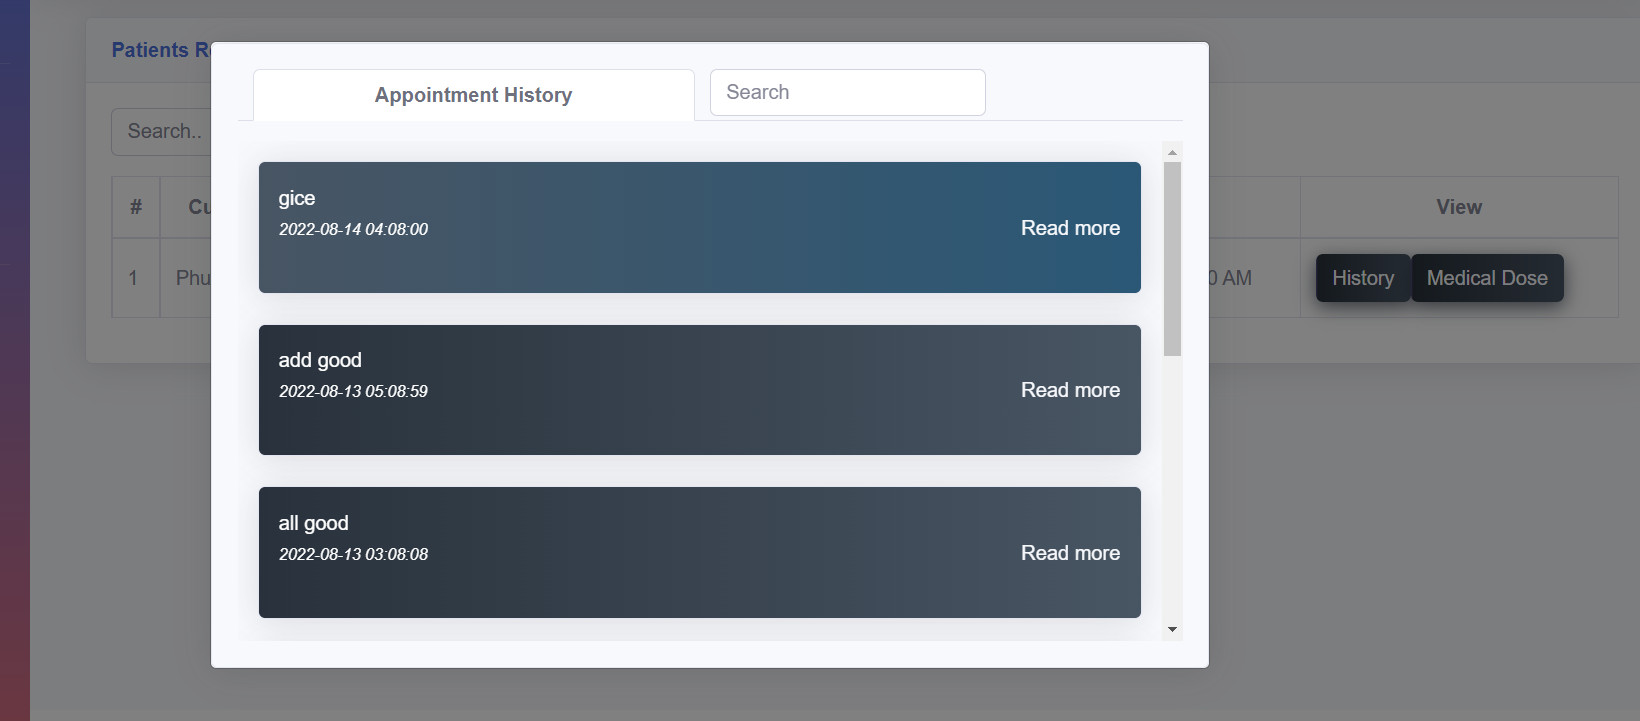 Patients R
Appointment History
Search
Search..
#
View
gice
2022-08-14 04:08:00
Read more
1
0 AM
History
Medical Dose
add good
2022-08-13 05:08:59
Read more
all good
2022-08-13 03:08:08
Read more